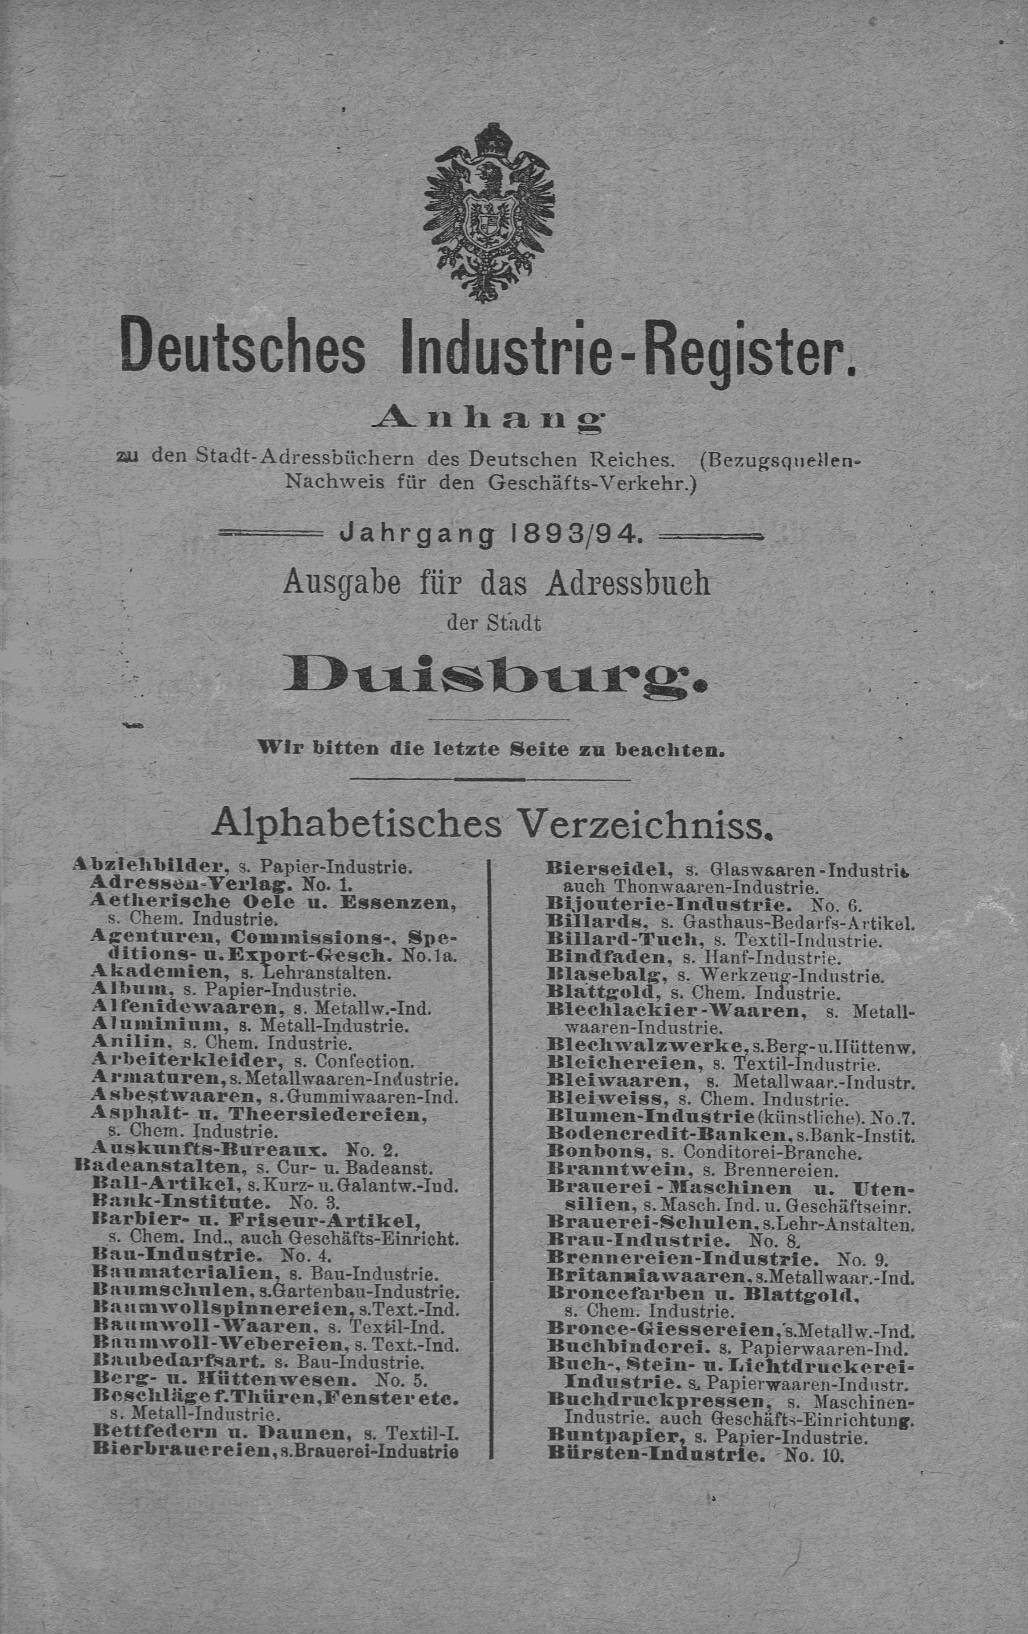 Deutsches Industrie-Register.
Anhang
zu den Stadt-Adressbüchern des Deutschen Reiches. (Bezugsquellen-
Nachweis für den Geschäfts-Verkehr.)
Jahrgang 1893/94.
Ausgabe für das Adressbuch
der Stadt
Duisburg.
Wir bitten die letzte Seite zu beachten.
Alphabetisches Verzeichniss.
Abziehbilder, s. Papier-Industrie.
Adressen-Verlag. No. 1.
Aetherische Oele u. Essenzen,
s. Chem. Industrie.
Agenturen, Commissions-, Spe-
ditions- u. Export-Gesch. No.1a.
Akademien, s. Lehranstalten.
Album, s. Papier-Industrie.
Alfenidewaaren, s. Metallw.-Ind.
Aluminium, s. Metall-Industrie.
Anilin, s. Chem. Industrie.
Arbeiterkleider, s. Confection.
Armaturen, s. Metallwaaren-Industrie.
Asbestwaaren, s. Gummiwaaren-Ind.
Asphalt- u. Theersiedereien,
s. Chem. Industrie.
Auskunfts-Bureaux. No. 2.
Badeanstalten, s. Cur- u. Badeanst.
Ball-Artikel, s. Kurz- u. Galantw.-Ind.
Bank-Institute. No. 3.
Barbier- u. Friseur-Artikel,
s. Chem. Ind., auch Geschäfts-Einricht.
Bau-Industrie. No. 4.
Baumaterialien, s. Bau-Industrie.
Baumschulen, s. Gartenbau-Industrie.
Baumwollspinnereien, s. Text.-Ind.
Baumwoll-Waaren. s. Textil-Ind.
Baumwoll-Webereien, s. Text.-Ind.
Baubedarfsart. s. Bau-Industrie.
Berg- u. Hüttenwesen. No. 5.
Beschläge f. Thüren, Fenster etc.
s. Metall-Industrie.
Bettfedern u. Daunen, s. Textil-I.
Bierbrauereien, s. Brauerei-Industrie
Bierseidel, s. Glaswaaren-Industrie
auch Thonwaaren-Industrie.
Bijouterie-Industrie. No. 6.
Billards, s. Gasthaus-Bedarfs-Artikel.
Billard-Tuch, s. Textil-Industrie.
Bindfaden, s. Hanf-Industrie.
Blasebalg, s. Werkzeug-Industrie.
Blattgold, s. Chem. Industrie.
Blechlackier-Waaren, s. Metall-
waaren-Industrie.
Blechwalzwerke, s. Berg-u. Hüttenw.
Bleichereien, s. Textil-Industrie.
Bleiwaaren, s. Metallwaar.-Industr.
Bleiweiss, s. Chem. Industrie.
Blumen-Industrie (künstliche). No. 7.
Bodencredit-Banken, s. Bank-Instit.
Bonbons, s. Conditorei-Branche.
Branntwein, s. Brennereien.
Brauerei-Maschinen u. Uten-
silien, s. Masch. Ind. u. Geschäftseinr.
Brauerei-Schulen, s. Lehr-Anstalten.
Brau-Industrie. No. 8.
Brennereien-Industrie. No. 9.
Britanniawaaren, s. Metallwaar.-Ind.
Broncefarben u. Blattgold,
s. Chem. Industrie.
Bronce-Giessereien, s. Metallw.-Ind.
Buchbinderei. s. Papierwaaren-Ind.
Buch-, Stein- u. Lichtdruckerei-
Industrie. s. Papierwaaren-Industr.
Buchdruckpressen, s. Maschinen-
Industrie. auch Geschäfts-Einrichtung.
Buntpapier, s. Papier-Industrie.
Bürsten-Industrie. No. 10.